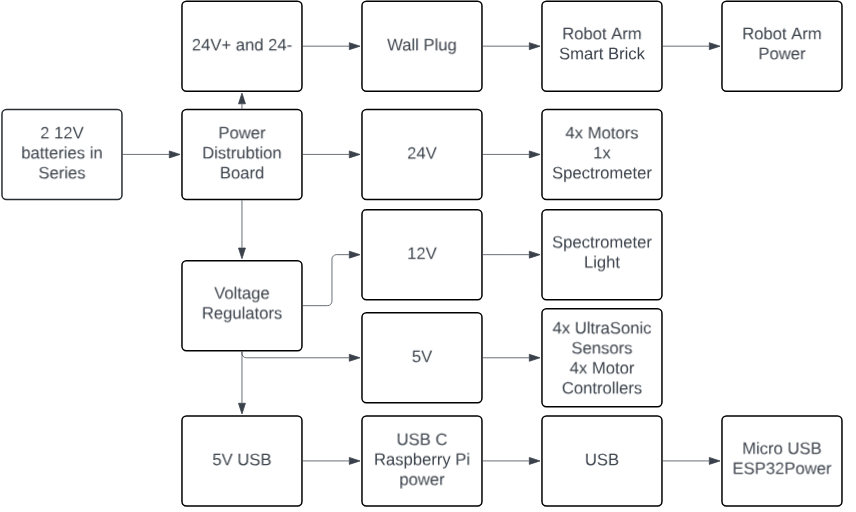 24V+ and 24-
Wall Plug
Robot Arm
Smart Brick
Robot Arm
Power
2 12V
batteries in
Series
Power
Distrubtion
Board
24V
4x Motors
1x
Spectrometer
12V
Spectrometer
Light
Voltage
Regulators
5V
4x UltraSonic
Sensors
4x Motor
Controllers
5V USB
USB C
Raspberry Pi
power
USB
Micro USB
ESP32Power